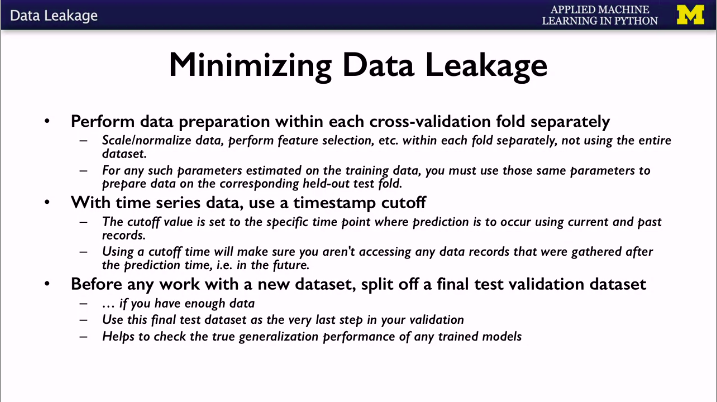 Data Leakage
APPLIED MACHINE
LEARNING IN PYTHON
M
Minimizing Data Leakage
• Perform data preparation within each cross-validation fold separately
– Scale/normalize data, perform feature selection, etc. within each fold separately, not using the entire
dataset.
– For any such parameters estimated on the training data, you must use those same parameters to
prepare data on the corresponding held-out test fold.
• With time series data, use a timestamp cutoff
– The cutoff value is set to the specific time point where prediction is to occur using current and past
records.
– Using a cutoff time will make sure you aren't accessing any data records that were gathered after
the prediction time, i.e. in the future.
• Before any work with a new dataset, split off a final test validation dataset
– … if you have enough data
– Use this final test dataset as the very last step in your validation
– Helps to check the true generalization performance of any trained models